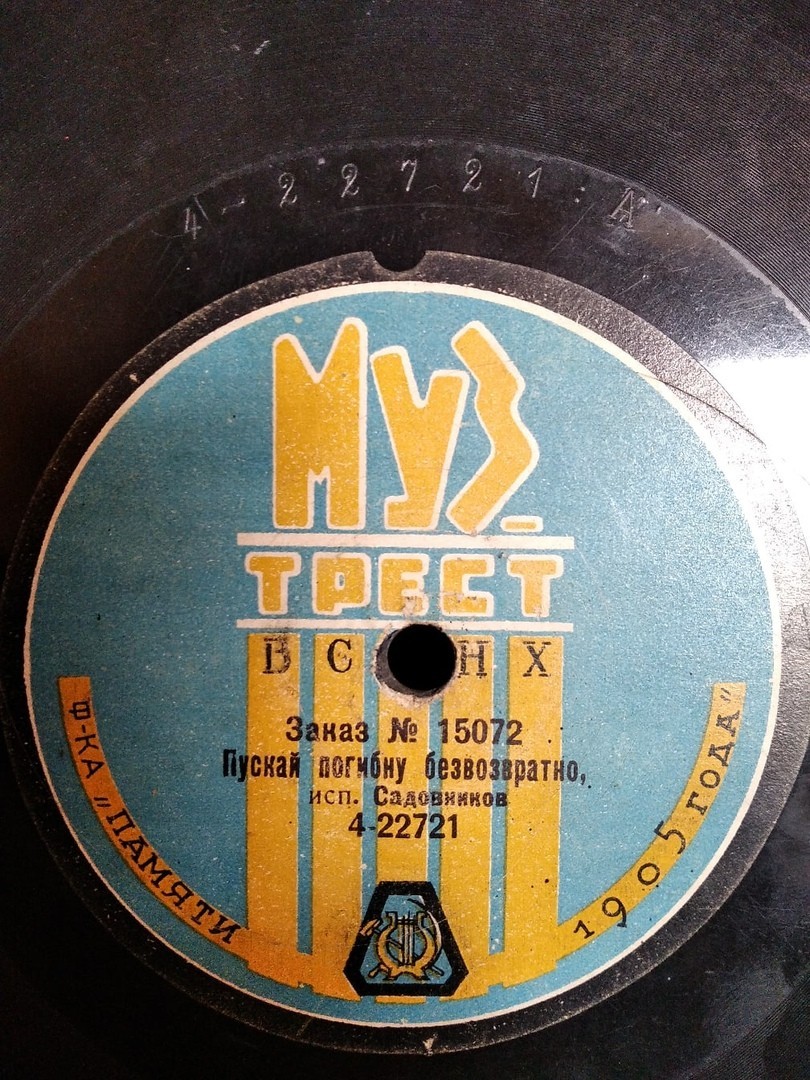 4-22721:А
МУЗ-
ТРЕСТ
ВСНХ
Заказ № 15072
Пускай погибну безвозвратно,
исп. Садовников
4-22721
Ф-КА „ПАМЯТИ 1905 ГОДА"